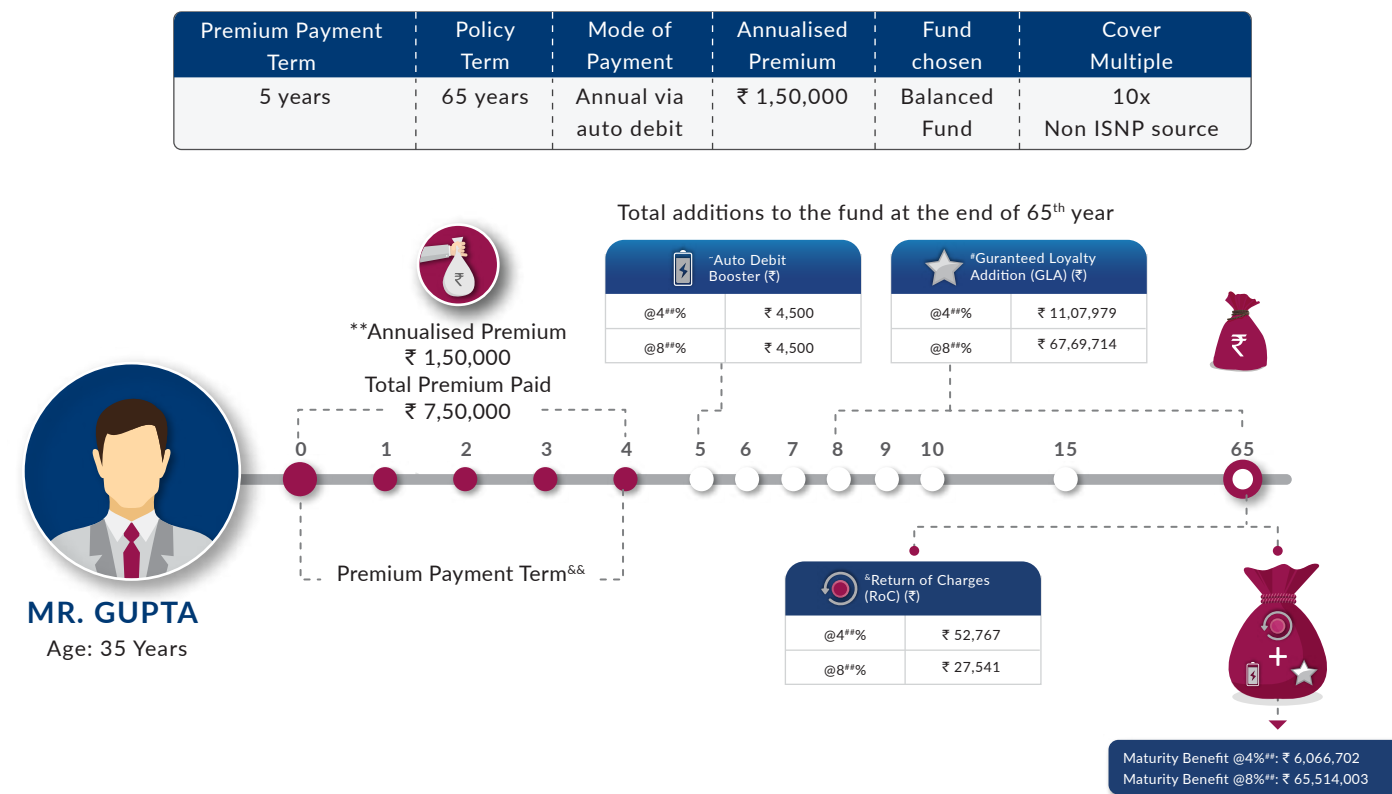 Premium Payment Term
Policy Term
Mode of Payment
Annualised Premium
Fund chosen
Cover Multiple
5 years
65 years
Annual via auto debit
₹ 1,50,000
Balanced Fund
10x
Non ISNP source
Total additions to the fund at the end of 65th year
~Auto Debit
Booster (₹)
@4##%
₹ 4,500
@8##%
₹ 4,500
#Guranteed Loyalty
Addition (GLA) (₹)
@4##%
₹ 11,07,979
@8##%
₹ 67,69,714
₹
₹
**Annualised Premium
₹ 1,50,000
Total Premium Paid
₹ 7,50,000
0 1 2 3 4 5 6 7 8 9 10 15 65
Premium Payment Term&&
MR. GUPTA
Age: 35 Years
&Return of Charges
(RoC) (₹)
@4##%
₹ 52,767
@8##%
₹ 27,541
+
Maturity Benefit @4%##: ₹ 6,066,702
Maturity Benefit @8%##: ₹ 65,514,003